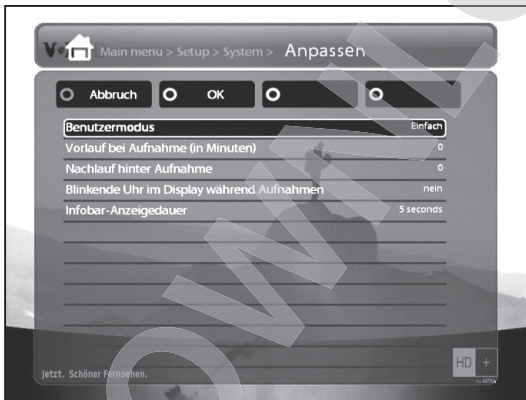 Main menu > Setup > System > Anpassen
Abbruch OK
Benutzermodus Einfach
Vorlauf bei Aufnahme (in Minuten) 0
Nachlauf hinter Aufnahme 0
Blinkende Uhr im Display während Aufnahmen nein
Infobar-Anzeigedauer 5 seconds
HD +
Jetzt. Schöner Fernsehen.